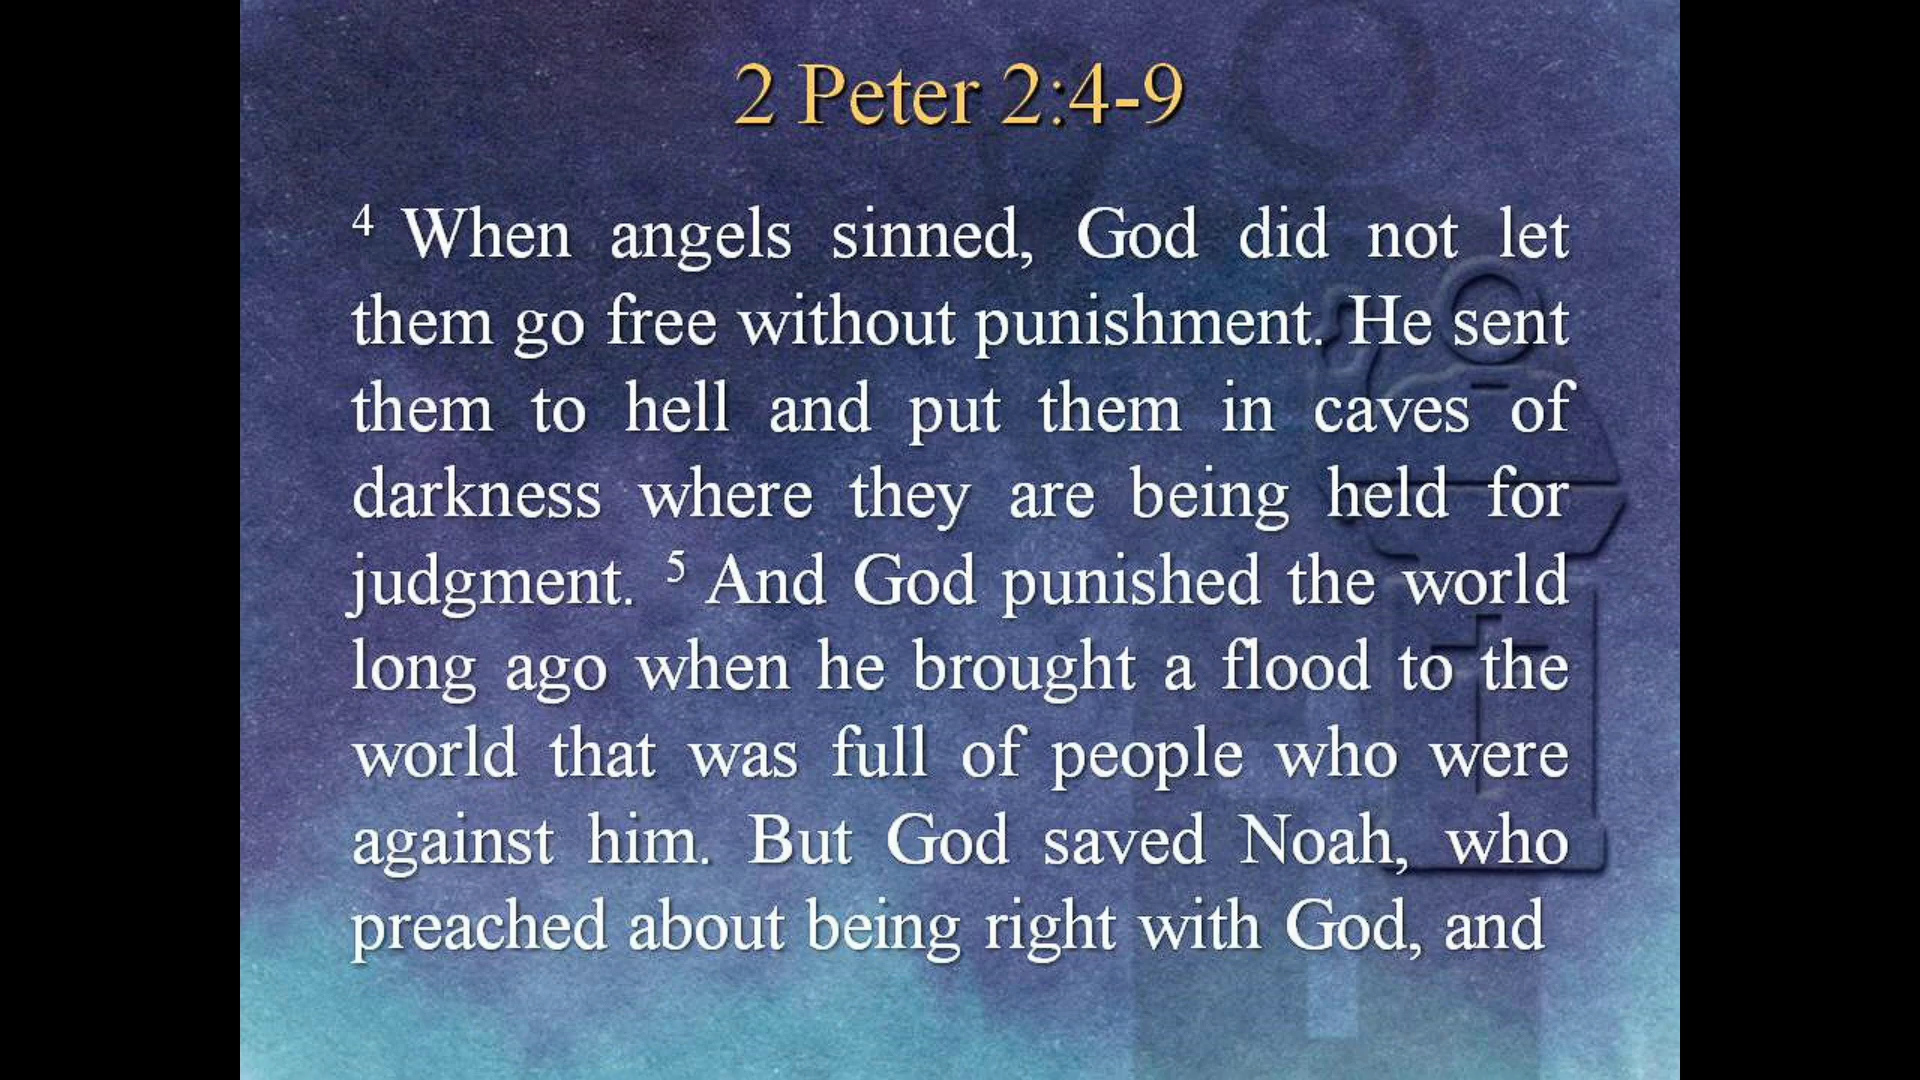 2 Peter 2:4-9
4 When angels sinned, God did not let
them go free without punishment. He sent
them to hell and put them in caves of
darkness where they are being held for
judgment. 5 And God punished the world
long ago when he brought a flood to the
world that was full of people who were
against him. But God saved Noah, who
preached about being right with God, and